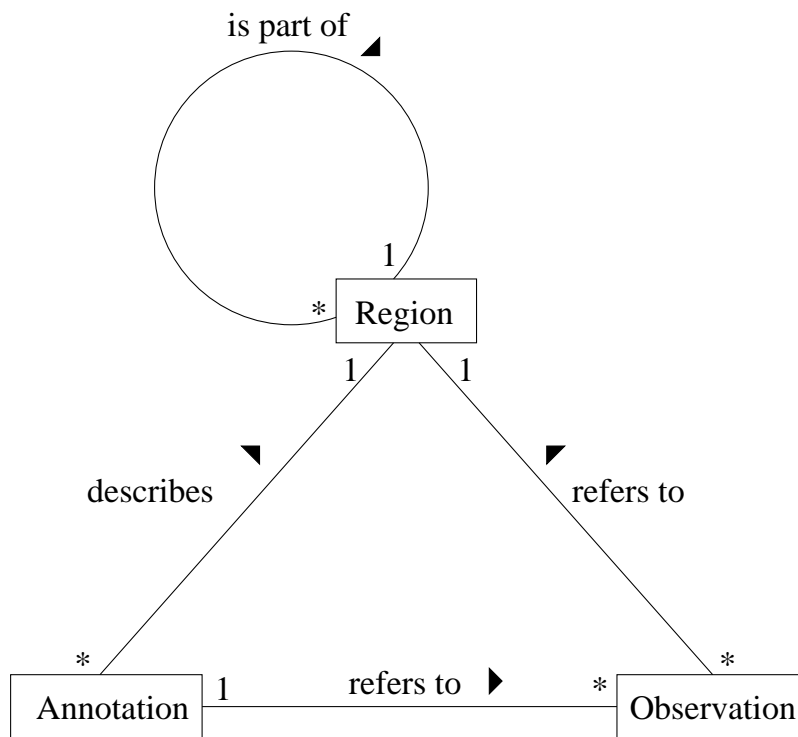 is part of
1
*
Region
1
1
describes
refers to
*
*
1
refers to
*
Annotation
Observation